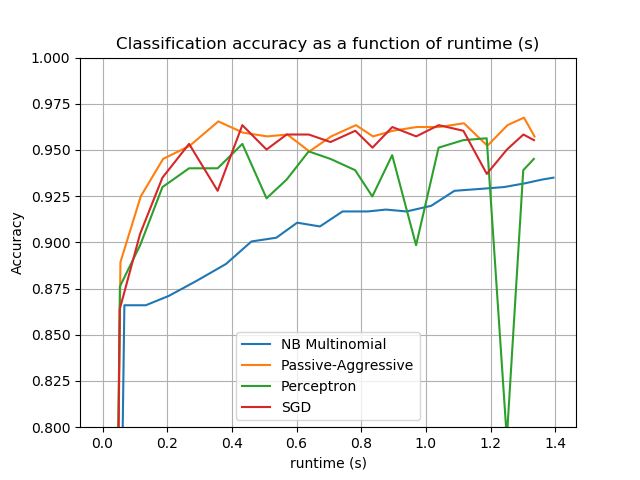 Classification accuracy as a function of runtime (s)
1.000
0.975
0.950
0.925
0.900
0.875
0.850
0.825
0.800
Accuracy
NB Multinomial
Passive-Aggressive
Perceptron
SGD
0.0 0.2 0.4 0.6 0.8 1.0 1.2 1.4
runtime (s)